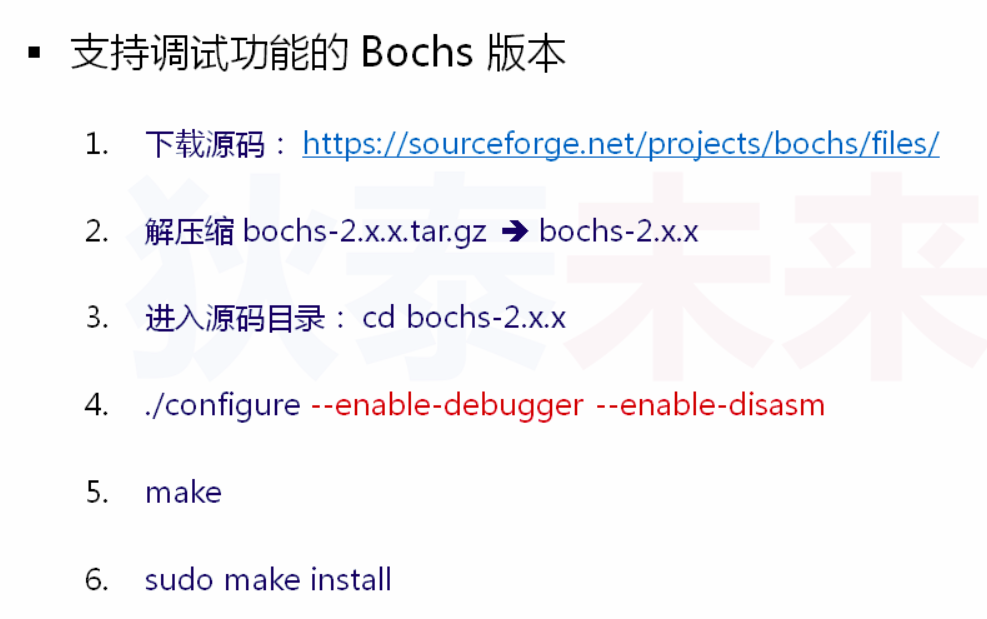 ▪ 支持调试功能的 Bochs 版本
1. 下载源码： https://sourceforge.net/projects/bochs/files/
2. 解压缩 bochs-2.x.x.tar.gz ➔ bochs-2.x.x
3. 进入源码目录： cd bochs-2.x.x
4. ./configure --enable-debugger --enable-disasm
5. make
6. sudo make install
狄泰未来